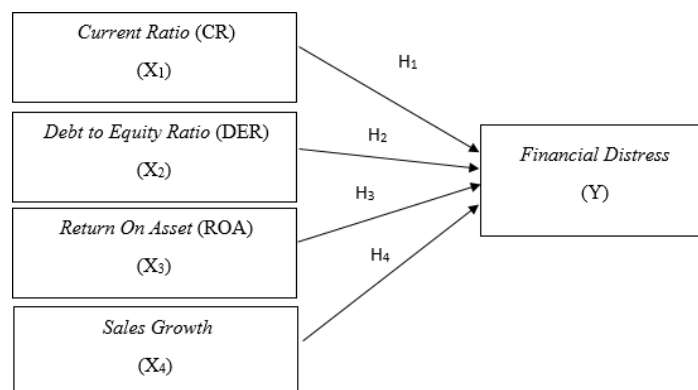 Current Ratio (CR)
(X₁)
H₁
Debt to Equity Ratio (DER)
(X₂)
H₂
Return On Asset (ROA)
(X₃)
H₃
Sales Growth
(X₄)
H₄
Financial Distress
(Y)